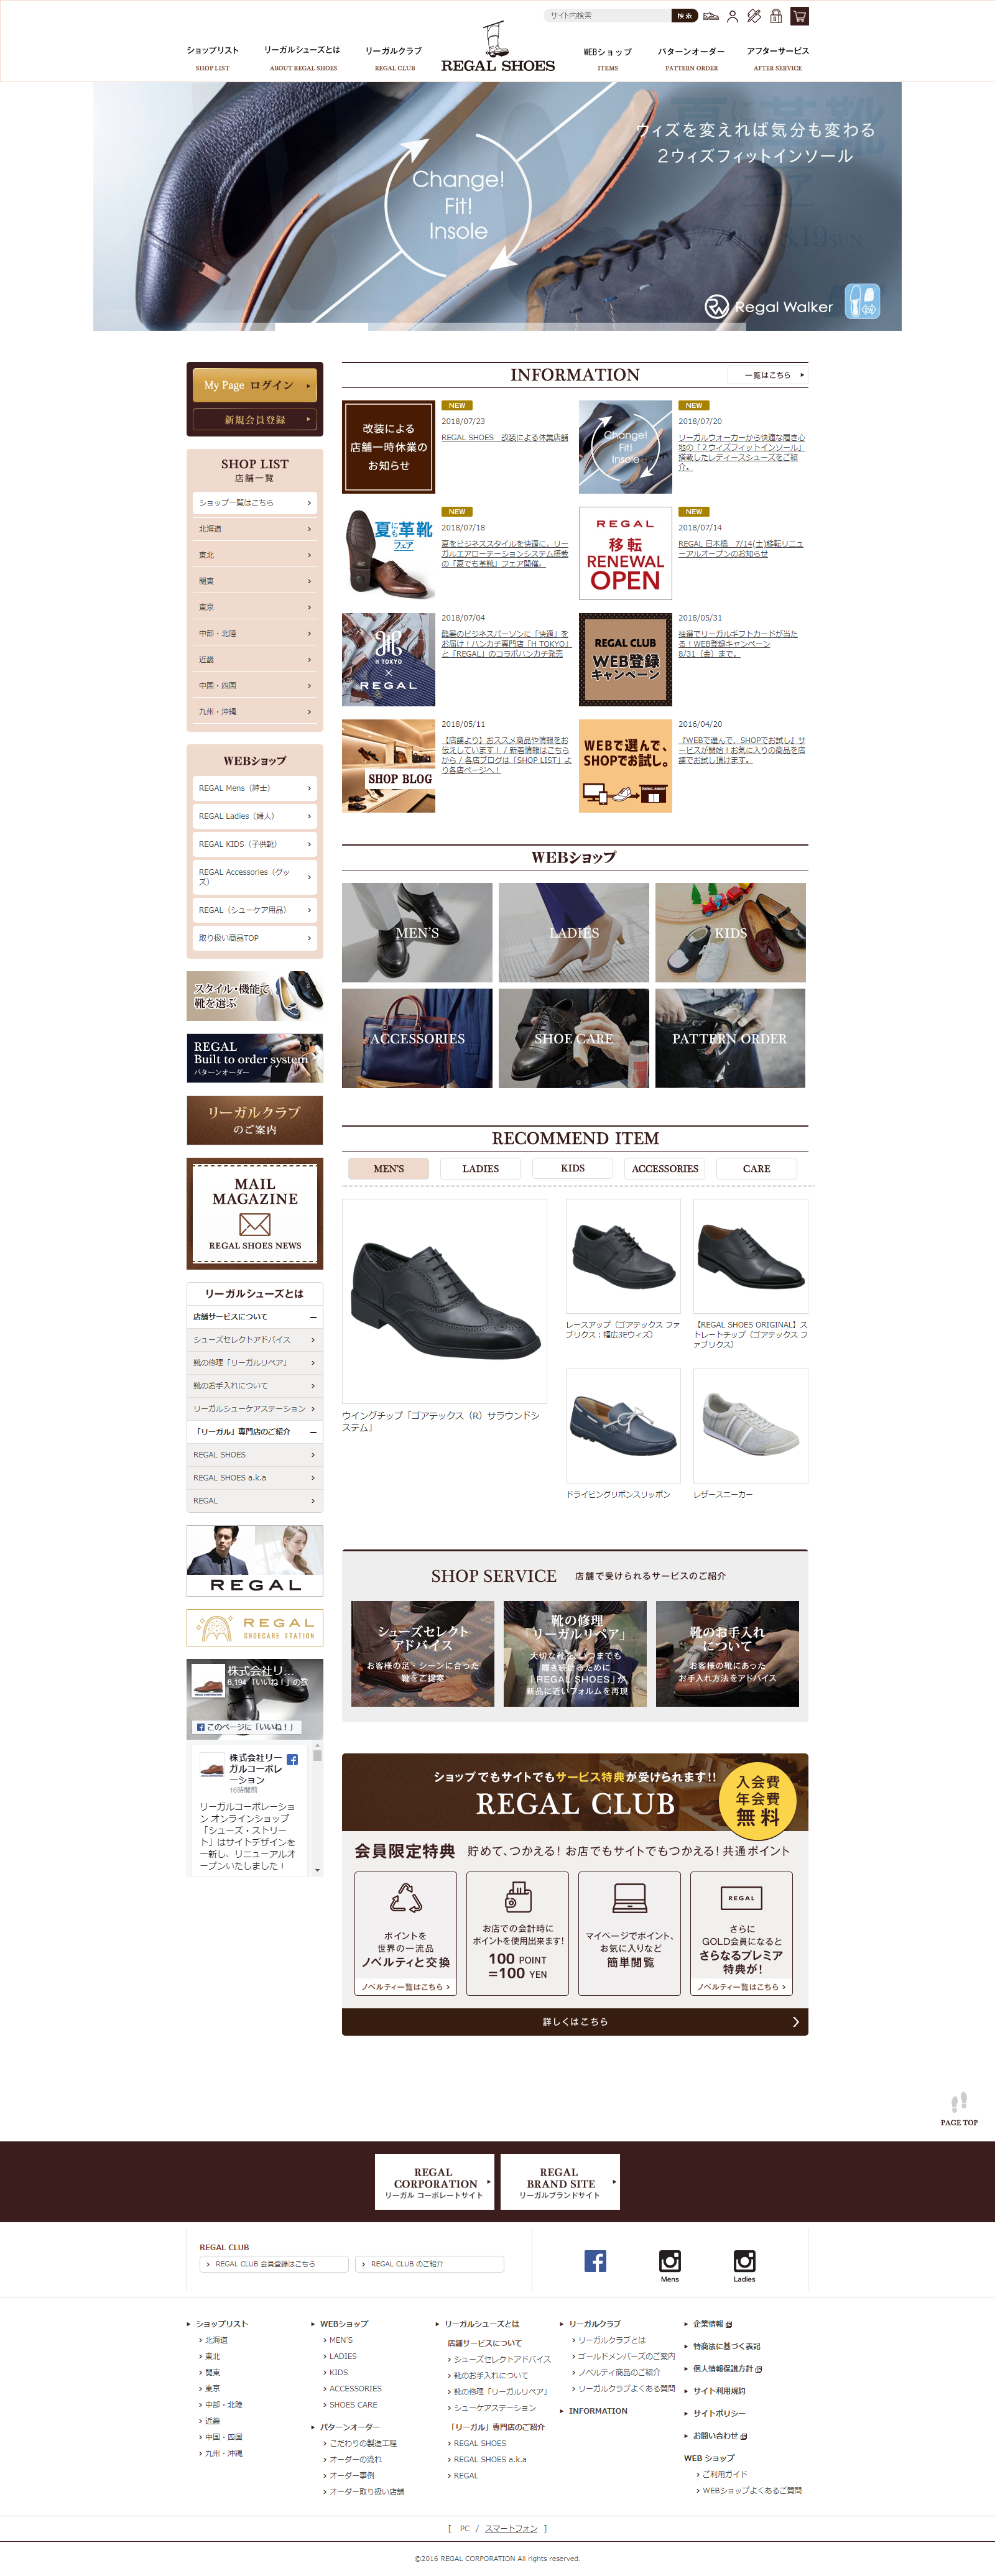 サイト内検索
検索
ショップリスト
SHOP LIST
リーガルシューズとは
ABOUT REGAL SHOES
リーガルクラブ
REGAL CLUB
REGAL SHOES
WEBショップ
ITEMS
パターンオーダー
PATTERN ORDER
アフターサービス
AFTER SERVICE
ウィズを変えれば気分も変わる
2ウィズフィットインソール
Change!
Fit!
Insole
Regal Walker
My Page ログイン
新規会員登録
SHOP LIST
店舗一覧
ショップ一覧はこちら
北海道
東北
関東
東京
中部・北陸
近畿
中国・四国
九州・沖縄
WEBショップ
REGAL Mens（紳士）
REGAL Ladies（婦人）
REGAL KIDS（子供靴）
REGAL Accessories（グッ
ズ）
REGAL（シューケア用品）
取り扱い商品TOP
スタイル・機能で
靴を選ぶ
REGAL
Built to order system
パターンオーダー
リーガルクラブ
のご案内
MAIL
MAGAZINE
REGAL SHOES NEWS
リーガルシューズとは
店舗サービスについて
シューズセレクトアドバイス
靴の修理「リーガルリペア」
靴のお手入れについて
リーガルシューケアステーション
「リーガル」専門店のご紹介
REGAL SHOES
REGAL SHOES a.k.a
REGAL
REGAL
REGAL
SHOECARE STATION
株式会社リ...
6,194 「いいね！」の数
このページに「いいね！」
株式会社リー
ガルコーポレ
ーション
16時間前
リーガルコーポレーショ
ン オンラインショップ
「シューズ・ストリー
ト」はサイトデザインを
一新し、リニューアルオ
ープンいたしました！
INFORMATION
一覧はこちら
改装による
店舗一時休業の
お知らせ
NEW
2018/07/23
REGAL SHOES　改装による休業店舗
Change!
Fit!
Insole
NEW
2018/07/20
リーガルウォーカーから快適な履き心
地の「２ウィズフィットインソール」
搭載したレディースシューズをご紹
介。
夏にも革靴
フェア
NEW
2018/07/18
夏をビジネススタイルを快適に。リー
ガルエアローテーションシステム搭載
の「夏でも革靴」フェア開催。
REGAL
移転
RENEWAL
OPEN
NEW
2018/07/14
REGAL 日本橋　7/14(土)移転リニュ
ーアルオープンのお知らせ
H TOKYO
×
REGAL
2018/07/04
酷暑のビジネスパーソンに「快適」を
お届け！ハンカチ専門店「H TOKYO」
と「REGAL」のコラボハンカチ発売
REGAL CLUB
WEB登録
キャンペーン
2018/05/31
抽選でリーガルギフトカードが当た
る！WEB登録キャンペーン
8/31（金）まで。
SHOP BLOG
2018/05/11
【店舗より】おススメ商品や情報をお
伝えしています！ / 新着情報はこちら
から / 各店ブログは「SHOP LIST」よ
り各店ページへ！
WEBで選んで、
SHOPでお試し。
2016/04/20
『WEBで選んで、SHOPでお試し』サ
ービスが開始！お気に入りの商品を店
舗でお試し頂けます。
WEBショップ
MEN'S
LADIES
KIDS
ACCESSORIES
SHOE CARE
PATTERN ORDER
RECOMMEND ITEM
MEN'S
LADIES
KIDS
ACCESSORIES
CARE
ウイングチップ「ゴアテックス（R）サラウンドシ
ステム」
レースアップ（ゴアテックス ファ
ブリクス：幅広3Eウィズ）
【REGAL SHOES ORIGINAL】ス
トレートチップ（ゴアテックス フ
ァブリクス）
ドライビングリボンスリッポン
レザースニーカー
SHOP SERVICE
店舗で受けられるサービスのご紹介
シューズセレクト
アドバイス
お客様の足・シーンに合った
靴をご提案
靴の修理
「リーガルリペア」
大切な靴をいつまでも
履き続けるために
「REGAL SHOES」が
新品に近いフォルムを再現
靴のお手入れ
について
お客様の靴にあった
お手入れ方法をアドバイス
ショップでもサイトでもサービス特典が受けられます!!
REGAL CLUB
入会費
年会費
無料
会員限定特典
貯めて、つかえる！お店でもサイトでもつかえる！共通ポイント
ポイントを
世界の一流品
ノベルティと交換
ノベルティ一覧はこちら
お店での会計時に
ポイントを使用出来ます!
100 POINT
=100 YEN
マイページでポイント、
お気に入りなど
簡単閲覧
REGAL
さらに
GOLD会員になると
さらなるプレミア
特典が!
ノベルティー覧はこちら
詳しくはこちら
PAGE TOP
REGAL
CORPORATION
リーガル コーポレートサイト
REGAL
BRAND SITE
リーガルブランドサイト
REGAL CLUB
REGAL CLUB 会員登録はこちら
REGAL CLUB のご紹介
Mens
Ladies
ショップリスト
北海道
東北
関東
東京
中部・北陸
近畿
中国・四国
九州・沖縄
WEBショップ
MEN'S
LADIES
KIDS
ACCESSORIES
SHOES CARE
パターンオーダー
こだわりの製造工程
オーダーの流れ
オーダー事例
オーダー取り扱い店舗
リーガルシューズとは
店舗サービスについて
シューズセレクトアドバイス
靴のお手入れについて
靴の修理「リーガルリペア」
シューケアステーション
「リーガル」専門店のご紹介
REGAL SHOES
REGAL SHOES a.k.a
REGAL
リーガルクラブ
リーガルクラブとは
ゴールドメンバーズのご案内
ノベルティ商品のご紹介
リーガルクラブよくある質問
INFORMATION
企業情報
特商法に基づく表記
個人情報保護方針
サイト利用規約
サイトポリシー
お問い合わせ
WEB ショップ
ご利用ガイド
WEBショップよくあるご質問
[ PC / スマートフォン ]
©2016 REGAL CORPORATION All rights reserved.